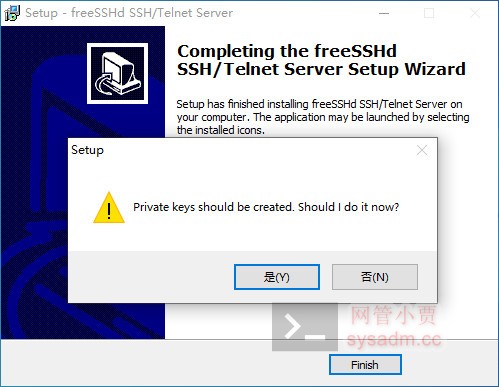 Setup - freeSSHd SSH/Telnet Server
Completing the freeSSHd
SSH/Telnet Server Setup Wizard
Setup has finished installing freeSSHd SSH/Telnet Server on
your computer. The application may be launched by selecting
the installed icons.
Setup
Private keys should be created. Should I do it now?
是(Y)
否(N)
网管小贾
sysadm.cc
Finish